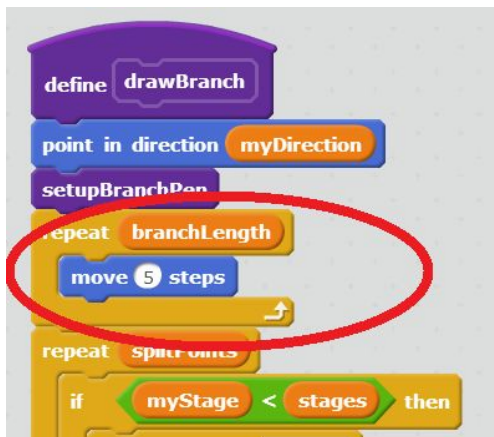 define drawBranch
point in direction myDirection
setupBranchPen
repeat branchLength
move 5 steps
repeat splitPoints
if myStage < stages then